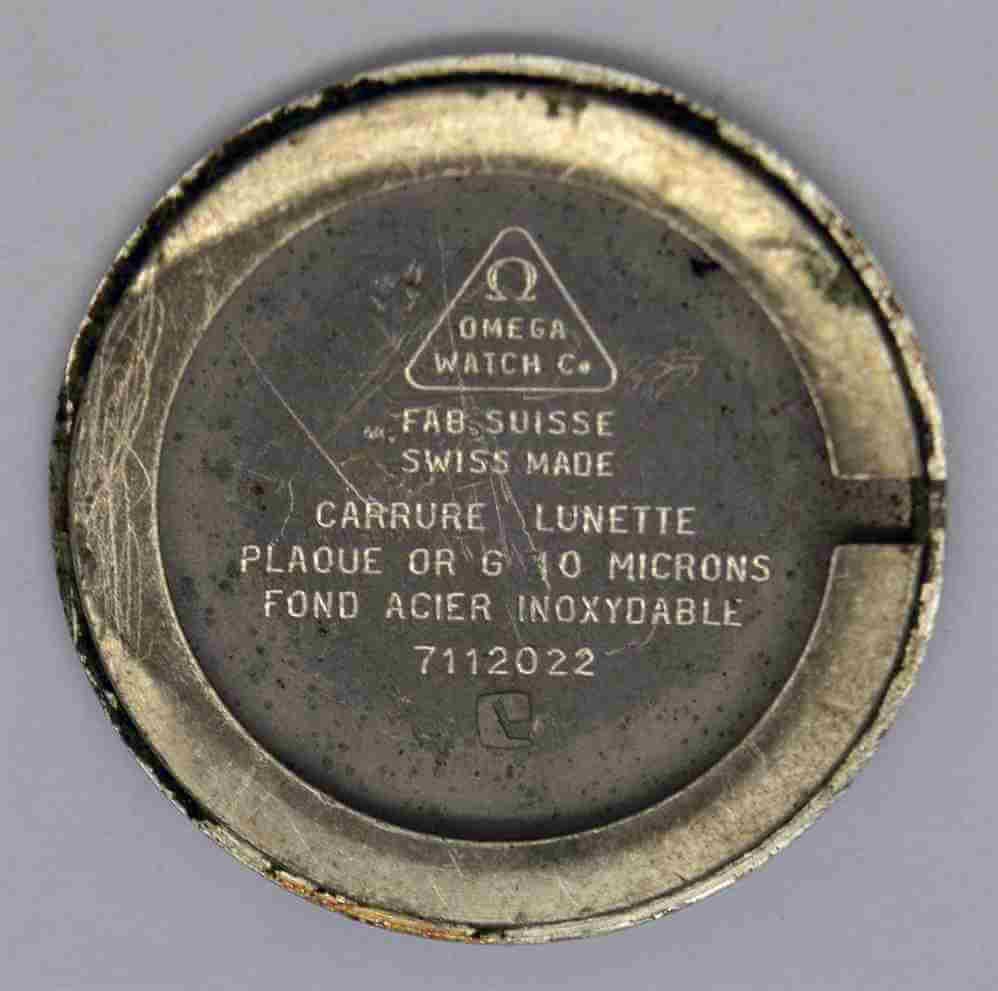 Ω
OMEGA
WATCH Co
FAB. SUISSE
SWISS MADE
CARRURE LUNETTE
PLAQUE OR G 10 MICRONS
FOND ACIER INOXYDABLE
7112022